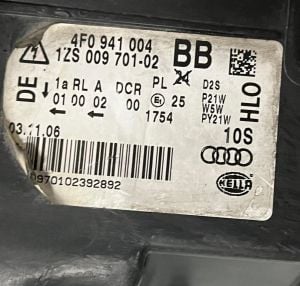 4F0 941 004 BB
1ZS 009 701-02
DE 1a RL A DCR PL D2S
01 00 02 00 E1 25 P21W
W5W
1754 PY21W
HLO
03.11.06
10S
0970102392892
HELLA